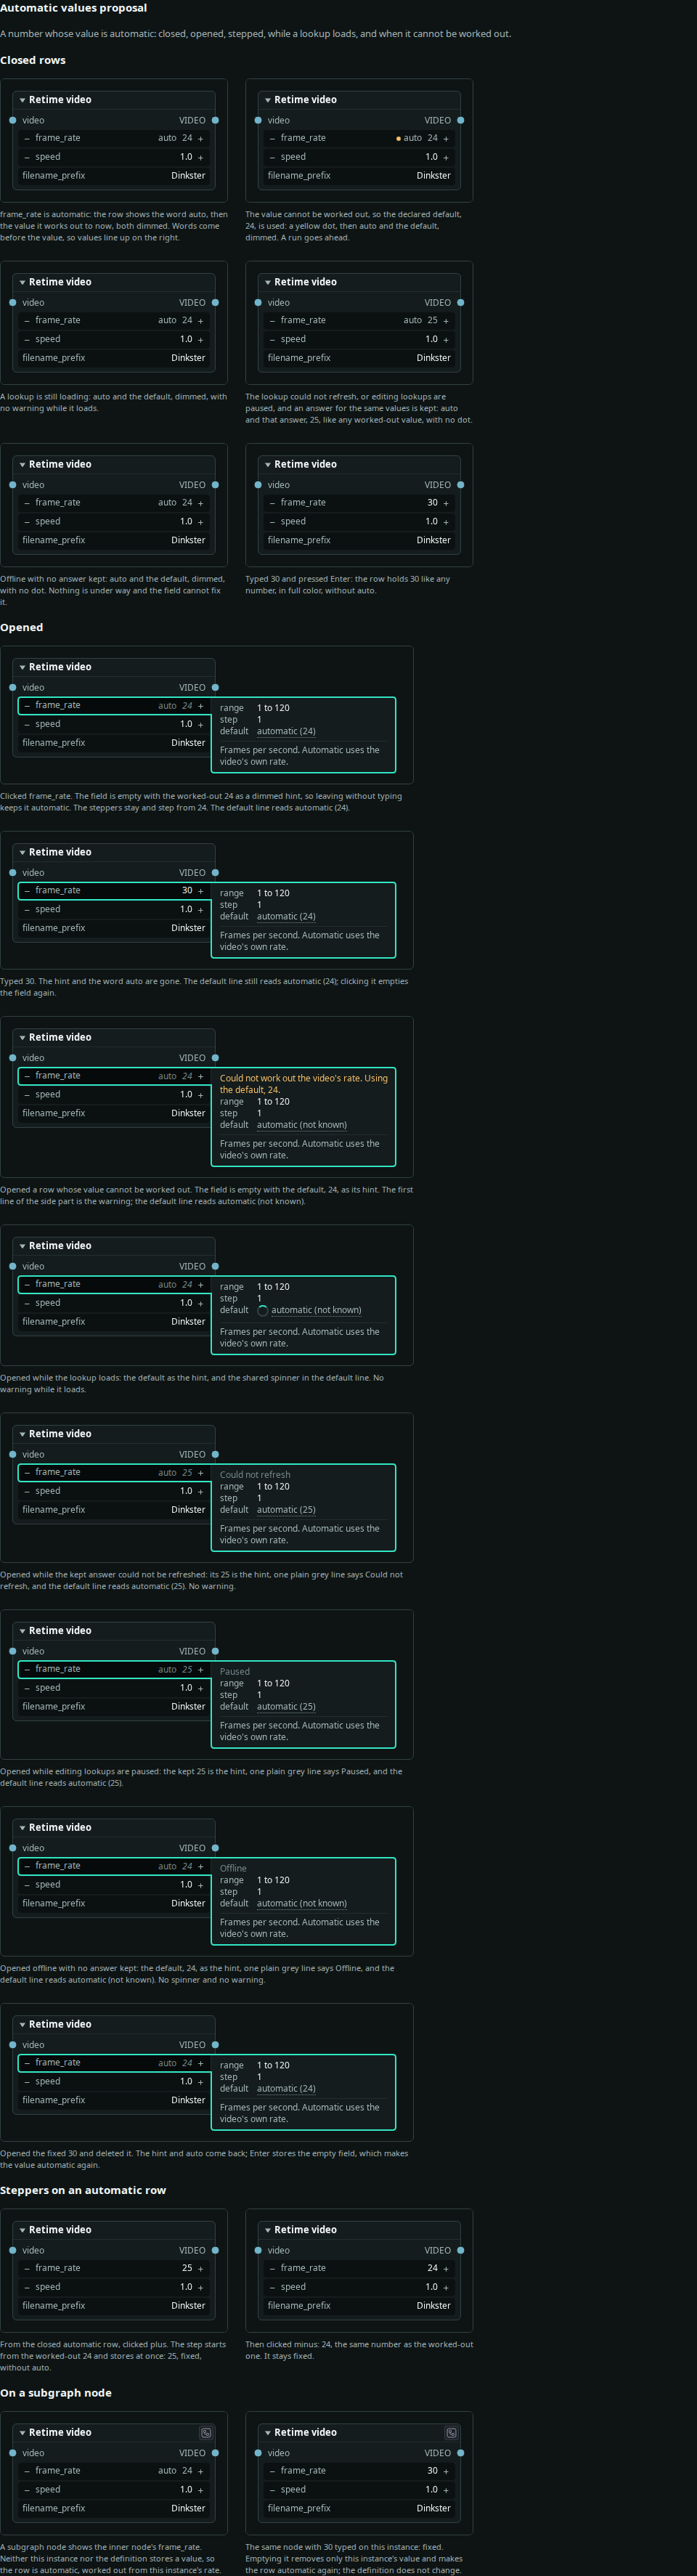 Automatic values proposal
A number whose value is automatic: closed, opened, stepped, while a lookup loads, and when it cannot be worked out.
Closed rows
Retime video
video VIDEO
– frame_rate auto 24 +
– speed 1.0 +
filename_prefix Dinkster
frame_rate is automatic: the row shows the word auto, then
the value it works out to now, both dimmed. Words come
before the value, so values line up on the right.
Retime video
video VIDEO
– frame_rate auto 24 +
– speed 1.0 +
filename_prefix Dinkster
The value cannot be worked out, so the declared default,
24, is used: a yellow dot, then auto and the default,
dimmed. A run goes ahead.
Retime video
video VIDEO
– frame_rate auto 24 +
– speed 1.0 +
filename_prefix Dinkster
A lookup is still loading: auto and the default, dimmed, with
no warning while it loads.
Retime video
video VIDEO
– frame_rate auto 25 +
– speed 1.0 +
filename_prefix Dinkster
The lookup could not refresh, or editing lookups are
paused, and an answer for the same values is kept: auto
and that answer, 25, like any worked-out value, with no dot.
Retime video
video VIDEO
– frame_rate auto 24 +
– speed 1.0 +
filename_prefix Dinkster
Offline with no answer kept: auto and the default, dimmed,
with no dot. Nothing is under way and the field cannot fix
it.
Retime video
video VIDEO
– frame_rate 30 +
– speed 1.0 +
filename_prefix Dinkster
Typed 30 and pressed Enter: the row holds 30 like any
number, in full color, without auto.
Opened
Retime video
video VIDEO
– frame_rate auto 24 +
– speed 1.0 +
filename_prefix Dinkster
range 1 to 120
step 1
default automatic (24)
Frames per second. Automatic uses the
video's own rate.
Clicked frame_rate. The field is empty with the worked-out 24 as a dimmed hint, so leaving without typing
keeps it automatic. The steppers stay and step from 24. The default line reads automatic (24).
Retime video
video VIDEO
– frame_rate 30 +
– speed 1.0 +
filename_prefix Dinkster
range 1 to 120
step 1
default automatic (24)
Frames per second. Automatic uses the
video's own rate.
Typed 30. The hint and the word auto are gone. The default line still reads automatic (24); clicking it empties
the field again.
Retime video
video VIDEO
– frame_rate auto 24 +
– speed 1.0 +
filename_prefix Dinkster
Could not work out the video's rate. Using
the default, 24.
range 1 to 120
step 1
default automatic (not known)
Frames per second. Automatic uses the
video's own rate.
Opened a row whose value cannot be worked out. The field is empty with the default, 24, as its hint. The first
line of the side part is the warning; the default line reads automatic (not known).
Retime video
video VIDEO
– frame_rate auto 24 +
– speed 1.0 +
filename_prefix Dinkster
range 1 to 120
step 1
default automatic (not known)
Frames per second. Automatic uses the
video's own rate.
Opened while the lookup loads: the default as the hint, and the shared spinner in the default line. No
warning while it loads.
Retime video
video VIDEO
– frame_rate auto 25 +
– speed 1.0 +
filename_prefix Dinkster
Could not refresh
range 1 to 120
step 1
default automatic (25)
Frames per second. Automatic uses the
video's own rate.
Opened while the kept answer could not be refreshed: its 25 is the hint, one plain grey line says Could not
refresh, and the default line reads automatic (25). No warning.
Retime video
video VIDEO
– frame_rate auto 25 +
– speed 1.0 +
filename_prefix Dinkster
Paused
range 1 to 120
step 1
default automatic (25)
Frames per second. Automatic uses the
video's own rate.
Opened while editing lookups are paused: the kept 25 is the hint, one plain grey line says Paused, and the
default line reads automatic (25).
Retime video
video VIDEO
– frame_rate auto 24 +
– speed 1.0 +
filename_prefix Dinkster
Offline
range 1 to 120
step 1
default automatic (not known)
Frames per second. Automatic uses the
video's own rate.
Opened offline with no answer kept: the default, 24, as the hint, one plain grey line says Offline, and the
default line reads automatic (not known). No spinner and no warning.
Retime video
video VIDEO
– frame_rate auto 24 +
– speed 1.0 +
filename_prefix Dinkster
range 1 to 120
step 1
default automatic (24)
Frames per second. Automatic uses the
video's own rate.
Opened the fixed 30 and deleted it. The hint and auto come back; Enter stores the empty field, which makes
the value automatic again.
Steppers on an automatic row
Retime video
video VIDEO
– frame_rate 25 +
– speed 1.0 +
filename_prefix Dinkster
From the closed automatic row, clicked plus. The step starts
from the worked-out 24 and stores at once: 25, fixed,
without auto.
Retime video
video VIDEO
– frame_rate 24 +
– speed 1.0 +
filename_prefix Dinkster
Then clicked minus: 24, the same number as the worked-out
one. It stays fixed.
On a subgraph node
Retime video
video VIDEO
– frame_rate auto 24 +
– speed 1.0 +
filename_prefix Dinkster
A subgraph node shows the inner node's frame_rate.
Neither this instance nor the definition stores a value, so
the row is automatic, worked out from this instance's rate.
Retime video
video VIDEO
– frame_rate 30 +
– speed 1.0 +
filename_prefix Dinkster
The same node with 30 typed on this instance: fixed.
Emptying it removes only this instance's value and makes
the row automatic again; the definition does not change.